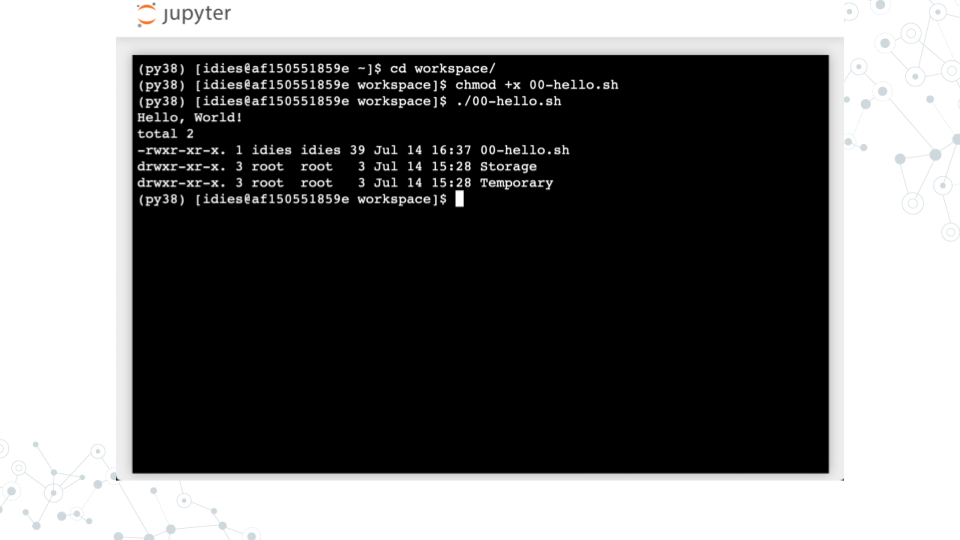 jupyter
(py38) [idies@af150551859e ~]$ cd workspace/
(py38) [idies@af150551859e workspace]$ chmod +x 00-hello.sh
(py38) [idies@af150551859e workspace]$ ./00-hello.sh
Hello, World!
total 2
-rwxr-xr-x. 1 idies idies 39 Jul 14 16:37 00-hello.sh
drwxr-xr-x. 3 root  root   3 Jul 14 15:28 Storage
drwxr-xr-x. 3 root  root   3 Jul 14 15:28 Temporary
(py38) [idies@af150551859e workspace]$